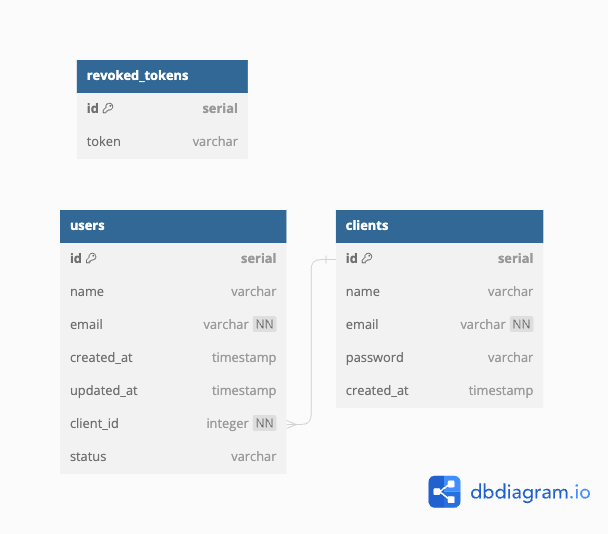 revoked_tokens
id serial
token varchar
users
id serial
name varchar
email varchar NN
created_at timestamp
updated_at timestamp
client_id integer NN
status varchar
clients
id serial
name varchar
email varchar NN
password varchar
created_at timestamp
dbdiagram.io